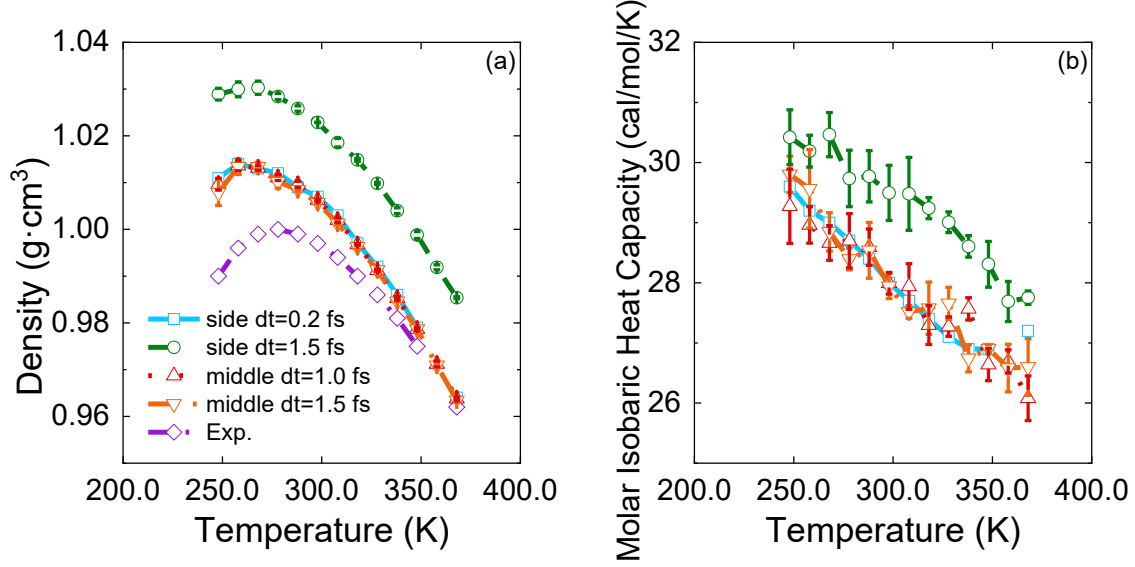 1.04
1.02
1.00
0.98
0.96
Density (g·cm³)
(a)
side dt=0.2 fs
side dt=1.5 fs
middle dt=1.0 fs
middle dt=1.5 fs
Exp.
200.0 250.0 300.0 350.0 400.0
Temperature (K)
32
30
28
26
Molar Isobaric Heat Capacity (cal/mol/K)
(b)
200.0 250.0 300.0 350.0 400.0
Temperature (K)